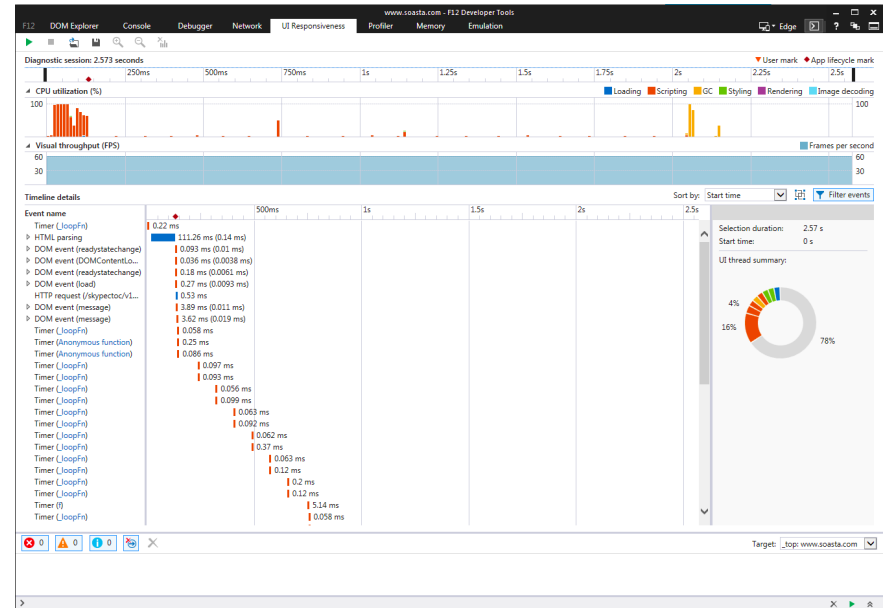 www.soasta.com - F12 Developer Tools
F12 DOM Explorer Console Debugger Network UI Responsiveness Profiler Memory Emulation Edge ?
Diagnostic session: 2.573 seconds User mark App lifecycle mark
250ms 500ms 750ms 1s 1.25s 1.5s 1.75s 2s 2.25s 2.5s
CPU utilization (%) Loading Scripting GC Styling Rendering Image decoding
100 100
Visual throughput (FPS) Frames per second
60 60
30 30
Timeline details Sort by: Start time Filter events
Event name 500ms 1s 1.5s 2s 2.5s
Timer (_loopFn) 0.22 ms
HTML parsing 111.26 ms (0.14 ms)
DOM event (readystatechange) 0.093 ms (0.01 ms)
DOM event (DOMContentLo... 0.036 ms (0.0038 ms)
DOM event (readystatechange) 0.18 ms (0.0061 ms)
DOM event (load) 0.27 ms (0.0093 ms)
HTTP request (/skypectoc/v1... 0.53 ms
DOM event (message) 3.89 ms (0.011 ms)
DOM event (message) 3.62 ms (0.019 ms)
Timer (_loopFn) 0.058 ms
Timer (Anonymous function) 0.25 ms
Timer (Anonymous function) 0.086 ms
Timer (_loopFn) 0.097 ms
Timer (_loopFn) 0.093 ms
Timer (_loopFn) 0.056 ms
Timer (_loopFn) 0.099 ms
Timer (_loopFn) 0.063 ms
Timer (_loopFn) 0.092 ms
Timer (_loopFn) 0.062 ms
Timer (_loopFn) 0.37 ms
Timer (_loopFn) 0.063 ms
Timer (_loopFn) 0.12 ms
Timer (_loopFn) 0.2 ms
Timer (_loopFn) 0.12 ms
Timer (f) 5.14 ms
Timer (_loopFn) 0.058 ms
Selection duration: 2.57 s
Start time: 0 s
UI thread summary:
4%
16%
78%
0 0 0 Target: _top: www.soasta.com